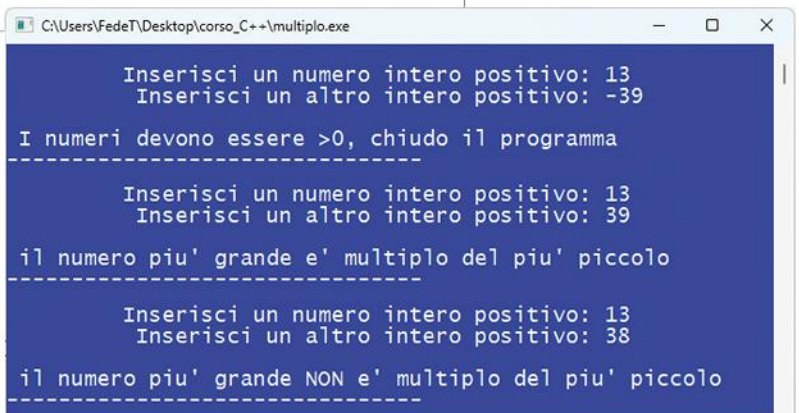 C:\Users\FedeT\Desktop\corso_C++\multiplo.exe
Inserisci un numero intero positivo: 13
Inserisci un altro intero positivo: -39
I numeri devono essere >0, chiudo il programma
--------------------------------
Inserisci un numero intero positivo: 13
Inserisci un altro intero positivo: 39
il numero piu' grande e' multiplo del piu' piccolo
--------------------------------
Inserisci un numero intero positivo: 13
Inserisci un altro intero positivo: 38
il numero piu' grande NON e' multiplo del piu' piccolo
--------------------------------